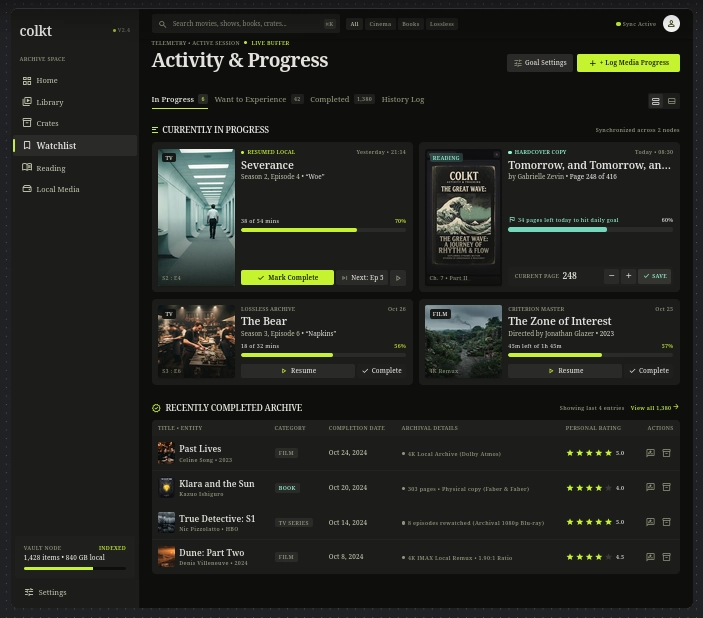 colkt
V2.4
Search movies, shows, books, crates...
⌘K
All
Cinema
Books
Lossless
Sync Active
ARCHIVE SPACE
Home
Library
Crates
Watchlist
Reading
Local Media
VAULT NODE
INDEXED
1,428 items • 840 GB local
Settings
TELEMETRY • ACTIVE SESSION • LIVE BUFFER
Activity & Progress
Goal Settings
+ Log Media Progress
In Progress 6
Want to Experience 42
Completed 1,380
History Log
CURRENTLY IN PROGRESS
Synchronized across 2 nodes
TV
S2 : E4
RESUMED LOCAL
Yesterday • 21:14
Severance
Season 2, Episode 4 • "Woe"
38 of 54 mins
70%
Mark Complete
Next: Ep 5
READING
COLKT
THE GREAT WAVE:
THE GREAT WAVE:
A JOURNEY OF
RHYTHM & FLOW
Ch. 7 • Part II
HARDCOVER COPY
Today • 08:30
Tomorrow, and Tomorrow, an...
by Gabrielle Zevin • Page 248 of 416
34 pages left today to hit daily goal
60%
CURRENT PAGE 248
− +
SAVE
TV
S3 : E6
LOSSLESS ARCHIVE
Oct 26
The Bear
Season 3, Episode 6 • "Napkins"
18 of 32 mins
56%
Resume
Complete
FILM
4K Remux
CRITERION MASTER
Oct 25
The Zone of Interest
Directed by Jonathan Glazer • 2023
45m left of 1h 45m
57%
Resume
Complete
RECENTLY COMPLETED ARCHIVE
Showing last 4 entries
View all 1,380
TITLE • ENTITY
CATEGORY
COMPLETION DATE
ARCHIVAL DETAILS
PERSONAL RATING
ACTIONS
Past Lives
Celine Song • 2023
FILM
Oct 24, 2024
4K Local Archive (Dolby Atmos)
5.0
Klara and the Sun
Kazuo Ishiguro
BOOK
Oct 20, 2024
303 pages • Physical copy (Faber & Faber)
4.0
True Detective: S1
Nic Pizzolatto • HBO
TV SERIES
Oct 14, 2024
8 episodes rewatched (Archival 1080p Blu-ray)
5.0
Dune: Part Two
Denis Villeneuve • 2024
FILM
Oct 8, 2024
4K IMAX Local Remux • 1.90:1 Ratio
4.5